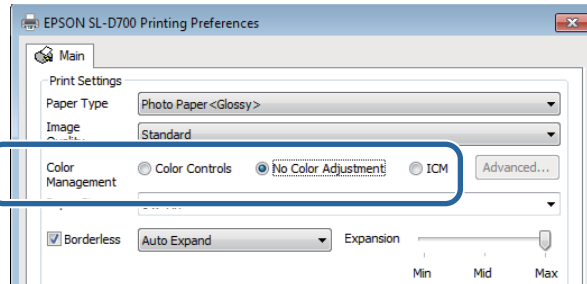 EPSON SL-D700 Printing Preferences
Main
Print Settings
Paper Type Photo Paper<Glossy>
Image
Standard
Color Management Color Controls No Color Adjustment ICM Advanced...
Borderless Auto Expand Expansion
Min Mid Max